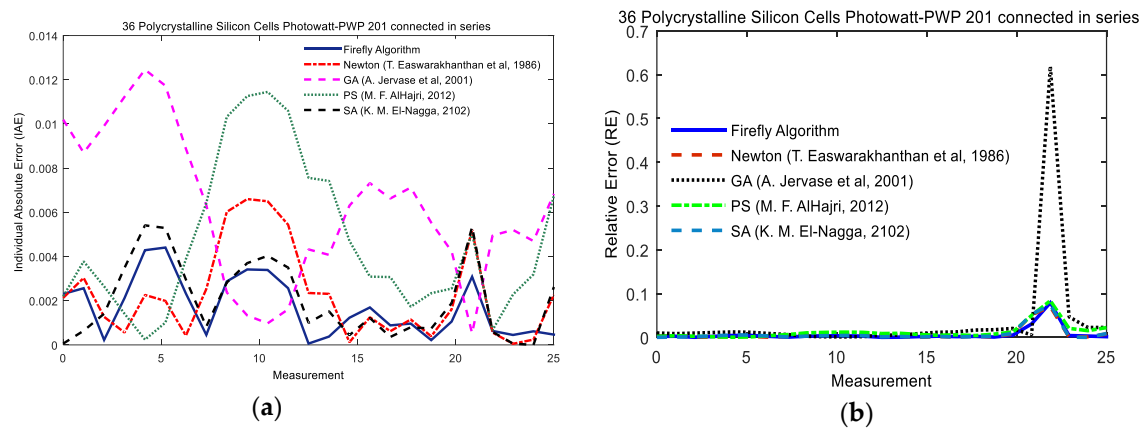 36 Polycrystalline Silicon Cells Photowatt-PWP 201 connected in series
Individual Absolute Error (IAE)
0.014
0.012
0.01
0.008
0.006
0.004
0.002
0
Firefly Algorithm
Newton (T. Easwarakhanthan et al, 1986)
GA (A. Jervase et al, 2001)
PS (M. F. AlHajri, 2012)
SA (K. M. El-Nagga, 2102)
0 5 10 15 20 25
Measurement
(a)
36 Polycrystalline Silicon Cells Photowatt-PWP 201 connected in series
Relative Error (RE)
0.7
0.6
0.5
0.4
0.3
0.2
0.1
0
Firefly Algorithm
Newton (T. Easwarakhanthan et al, 1986)
GA (A. Jervase et al, 2001)
PS (M. F. AlHajri, 2012)
SA (K. M. El-Nagga, 2102)
0 5 10 15 20 25
Measurement
(b)